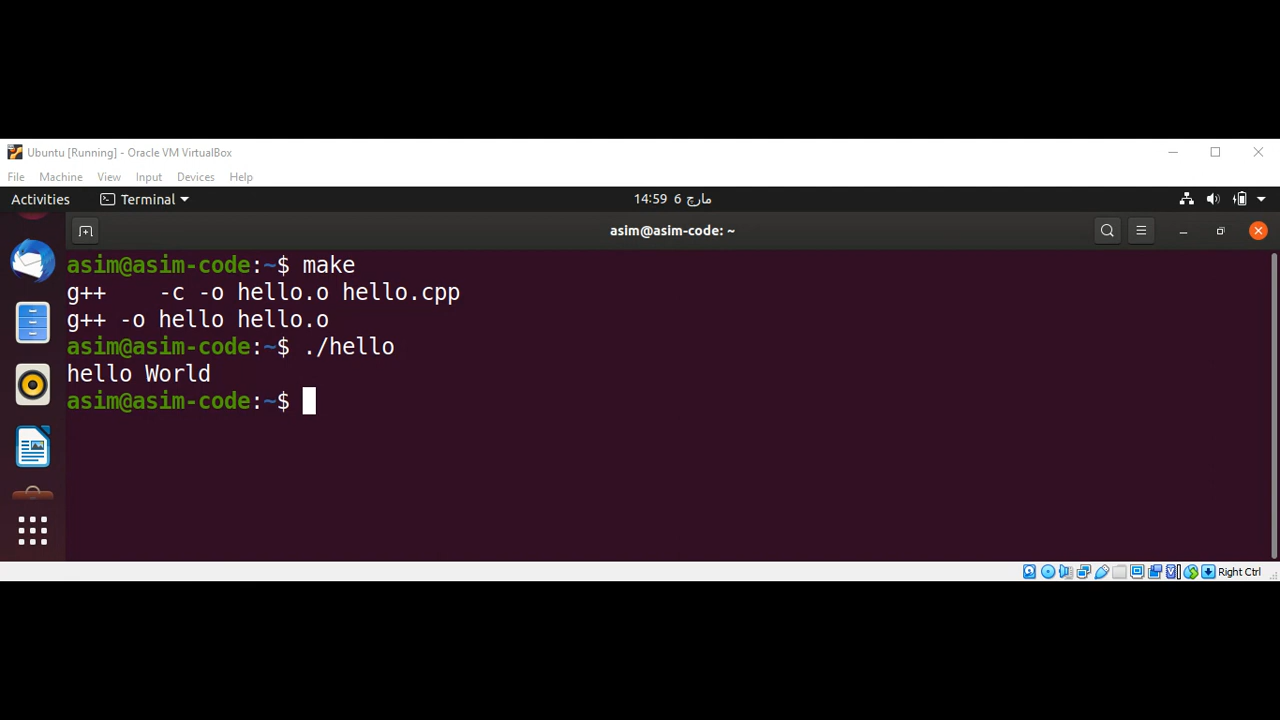 Ubuntu [Running] - Oracle VM VirtualBox
File Machine View Input Devices Help
Activities Terminal 14:59 6 مارچ
asim@asim-code: ~
asim@asim-code:~$ make
g++    -c -o hello.o hello.cpp
g++ -o hello hello.o
asim@asim-code:~$ ./hello
hello World
asim@asim-code:~$
Right Ctrl